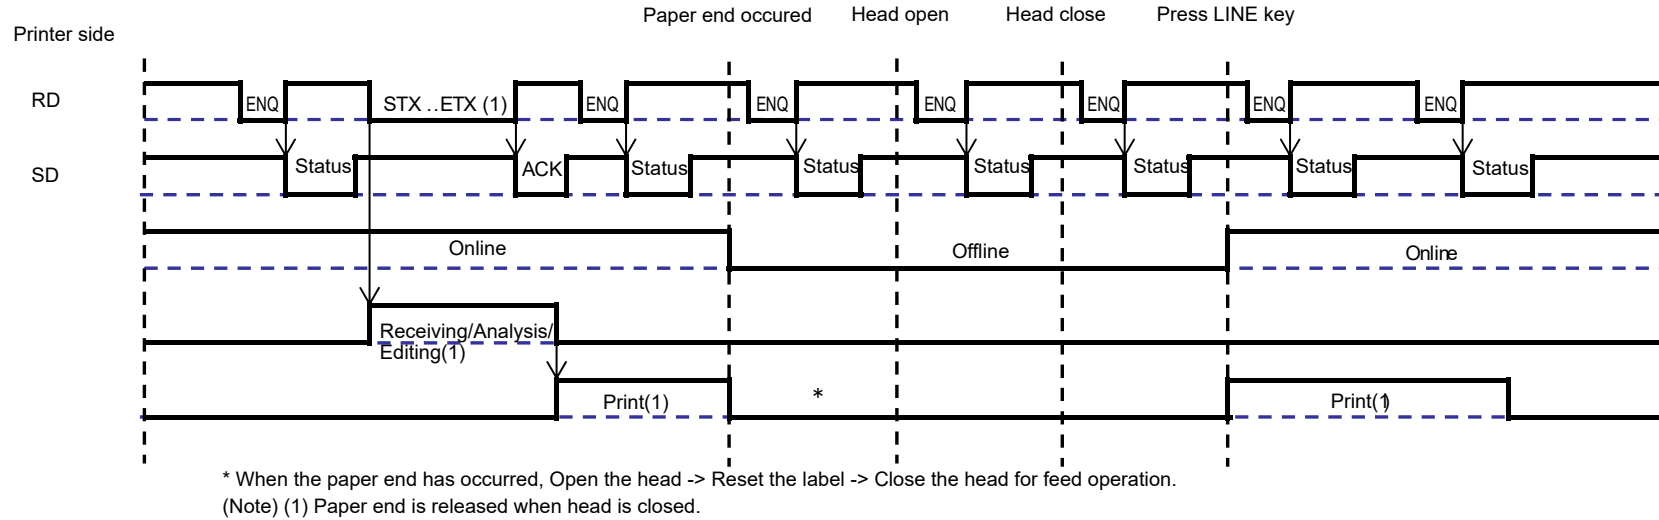 Paper end occured Head open Head close Press LINE key
Printer side
RD ENQ STX ..ETX (1) ENQ ENQ ENQ ENQ ENQ ENQ
SD Status ACK Status Status Status Status Status Status
Online Offline Online
Receiving/Analysis/
Editing(1)
Print(1) * Print(1)
* When the paper end has occurred, Open the head -> Reset the label -> Close the head for feed operation.
(Note) (1) Paper end is released when head is closed.